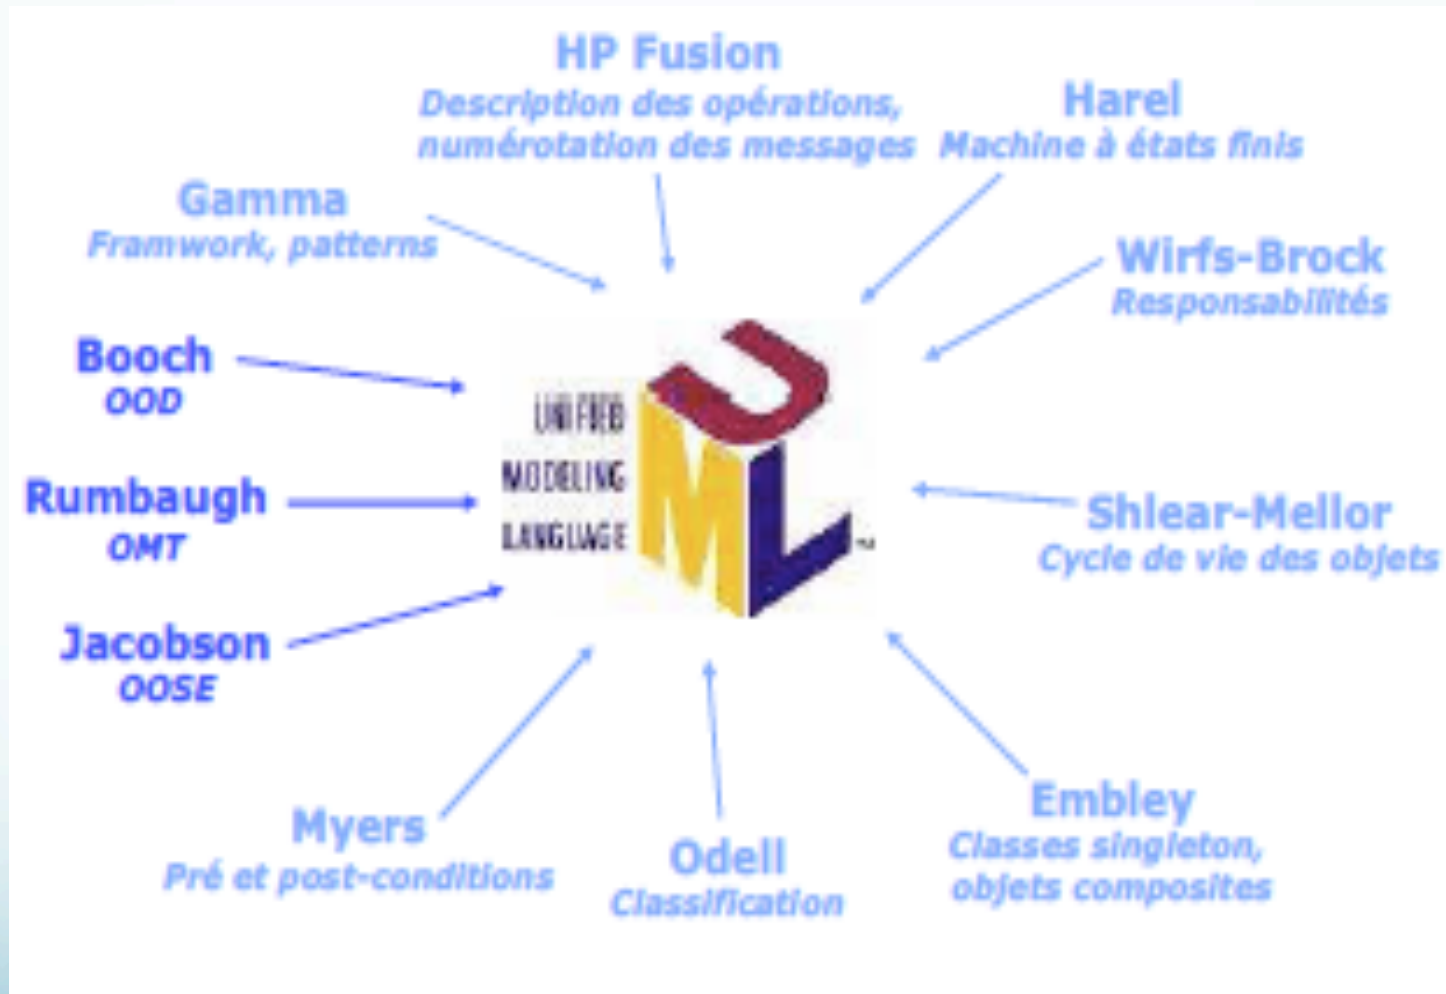 HP Fusion
Description des opérations,
numérotation des messages
Harel
Machine à états finis
Gamma
Framwork, patterns
Wirfs-Brock
Responsabilités
Booch
OOD
UNIFIED
MODELING
LANGUAGE
UML
Rumbaugh
OMT
Shlear-Mellor
Cycle de vie des objets
Jacobson
OOSE
Myers
Pré et post-conditions
Odell
Classification
Embley
Classes singleton,
objets composites